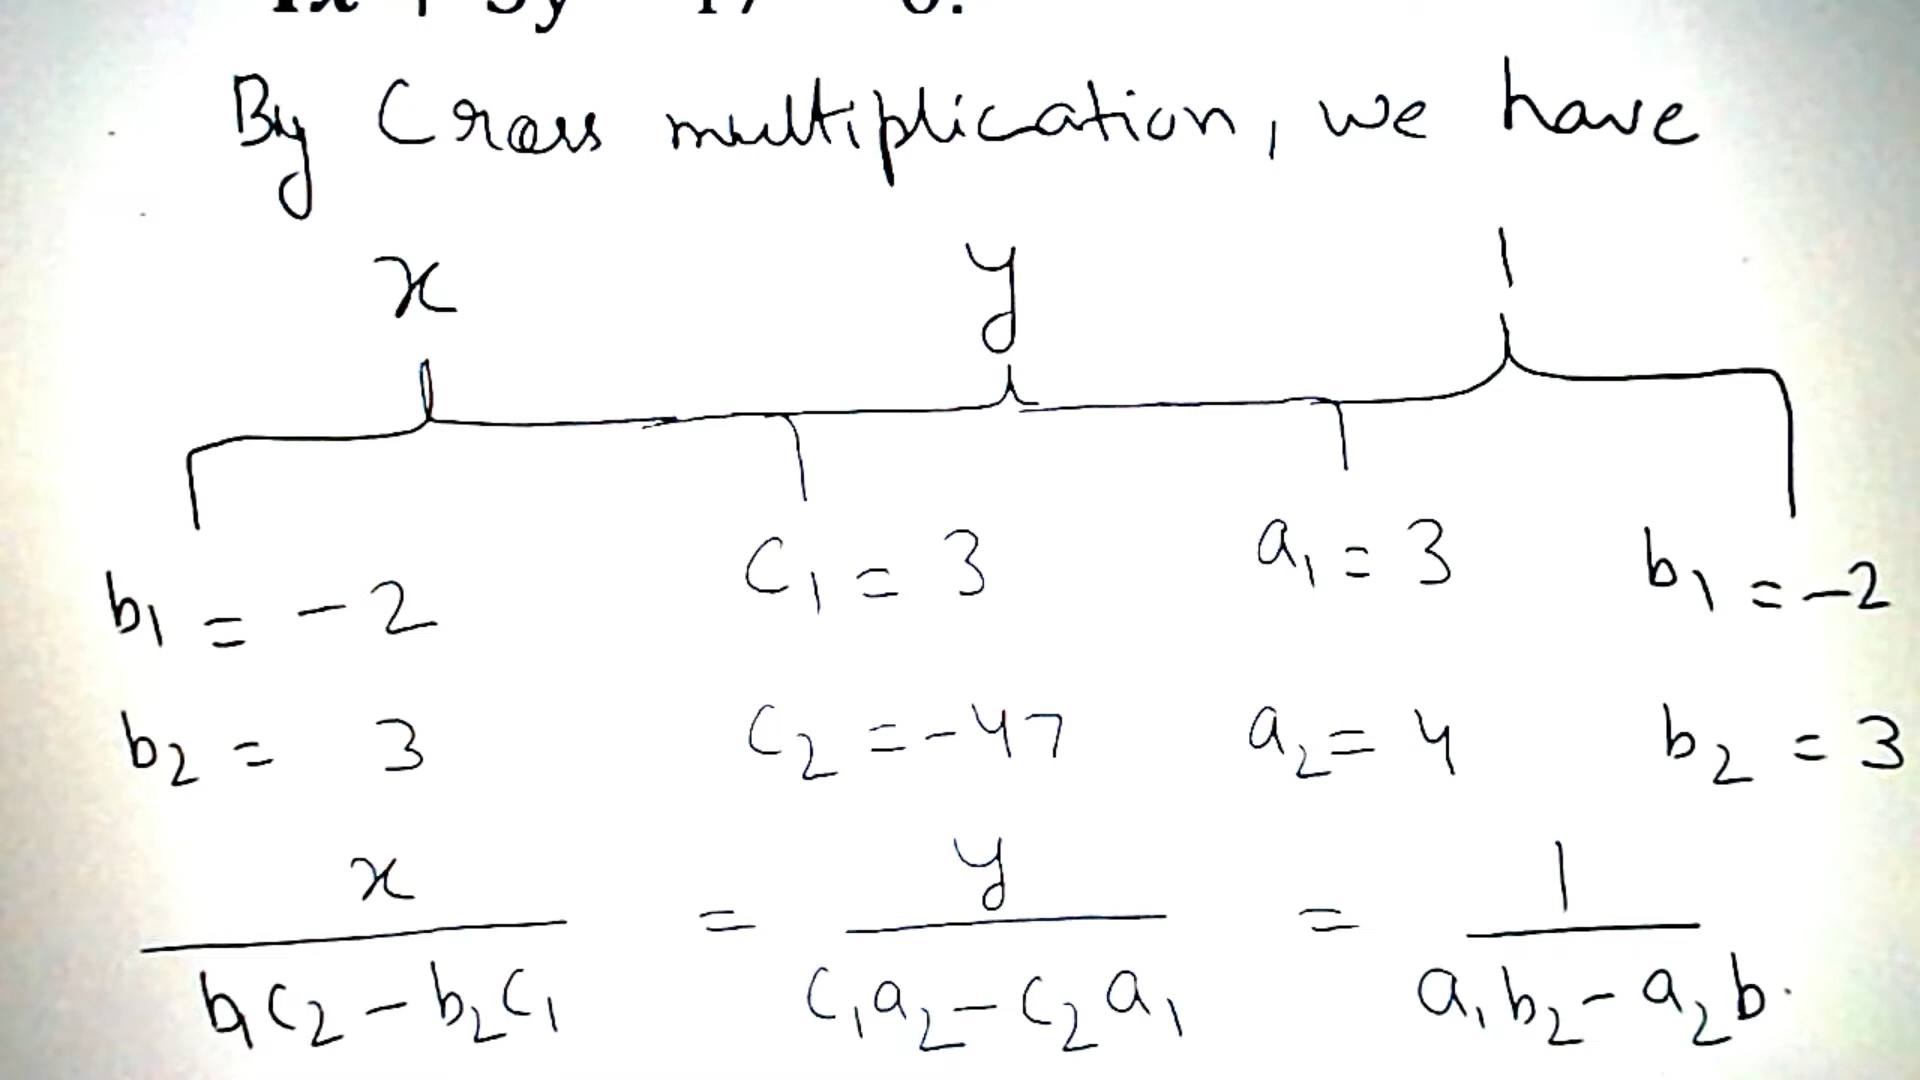 By Cross multiplication, we have
x y 1
b₁ = -2 c₁ = 3 a₁ = 3 b₁ = -2
b₂ = 3 c₂ = -47 a₂ = 4 b₂ = 3
x/(b₁c₂ - b₂c₁) = y/(c₁a₂ - c₂a₁) = 1/(a₁b₂ - a₂b